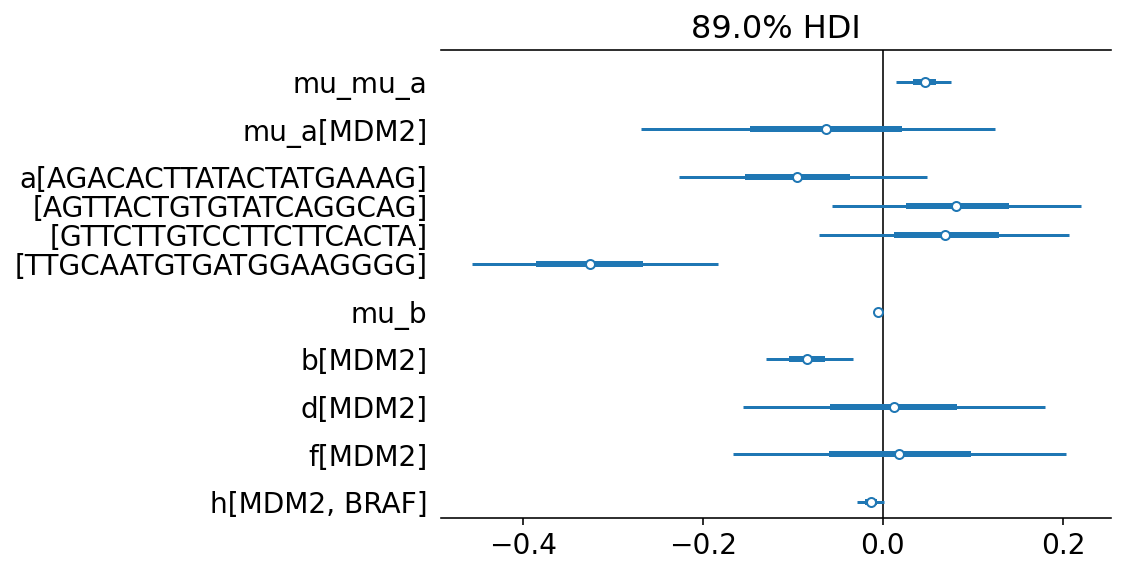 89.0% HDI
mu_mu_a
mu_a[MDM2]
a[AGACACTTATACTATGAAAG]
[AGTTACTGTGTATCAGGCAG]
[GTTCTTGTCCTTCTTCACTA]
[TTGCAATGTGATGGAAGGGG]
mu_b
b[MDM2]
d[MDM2]
f[MDM2]
h[MDM2, BRAF]
−0.4 −0.2 0.0 0.2